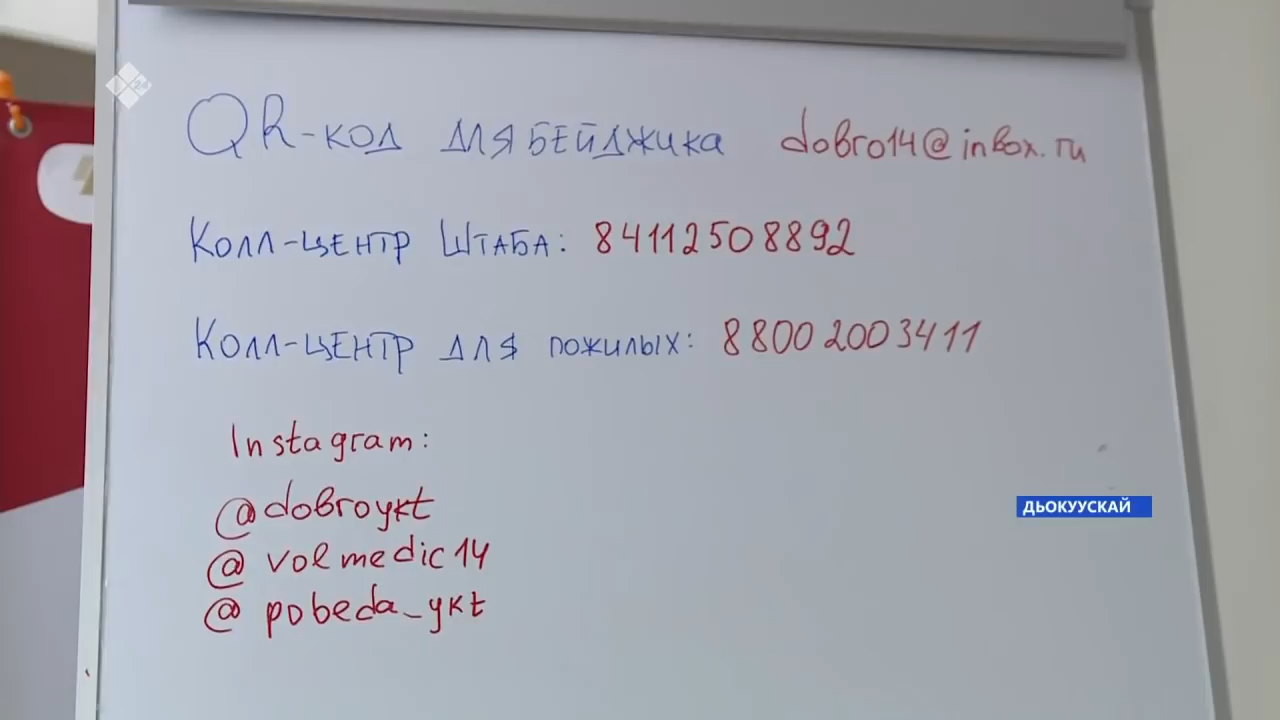 QR-код для бейджика dobro14@inbox.ru
Колл-центр Штаба: 84112508892
Колл-центр для пожилых: 88002003411
Instagram:
@dobroykt
@volmedic14
@pobeda_ykt
ДЬОКУУСКАЙ
24